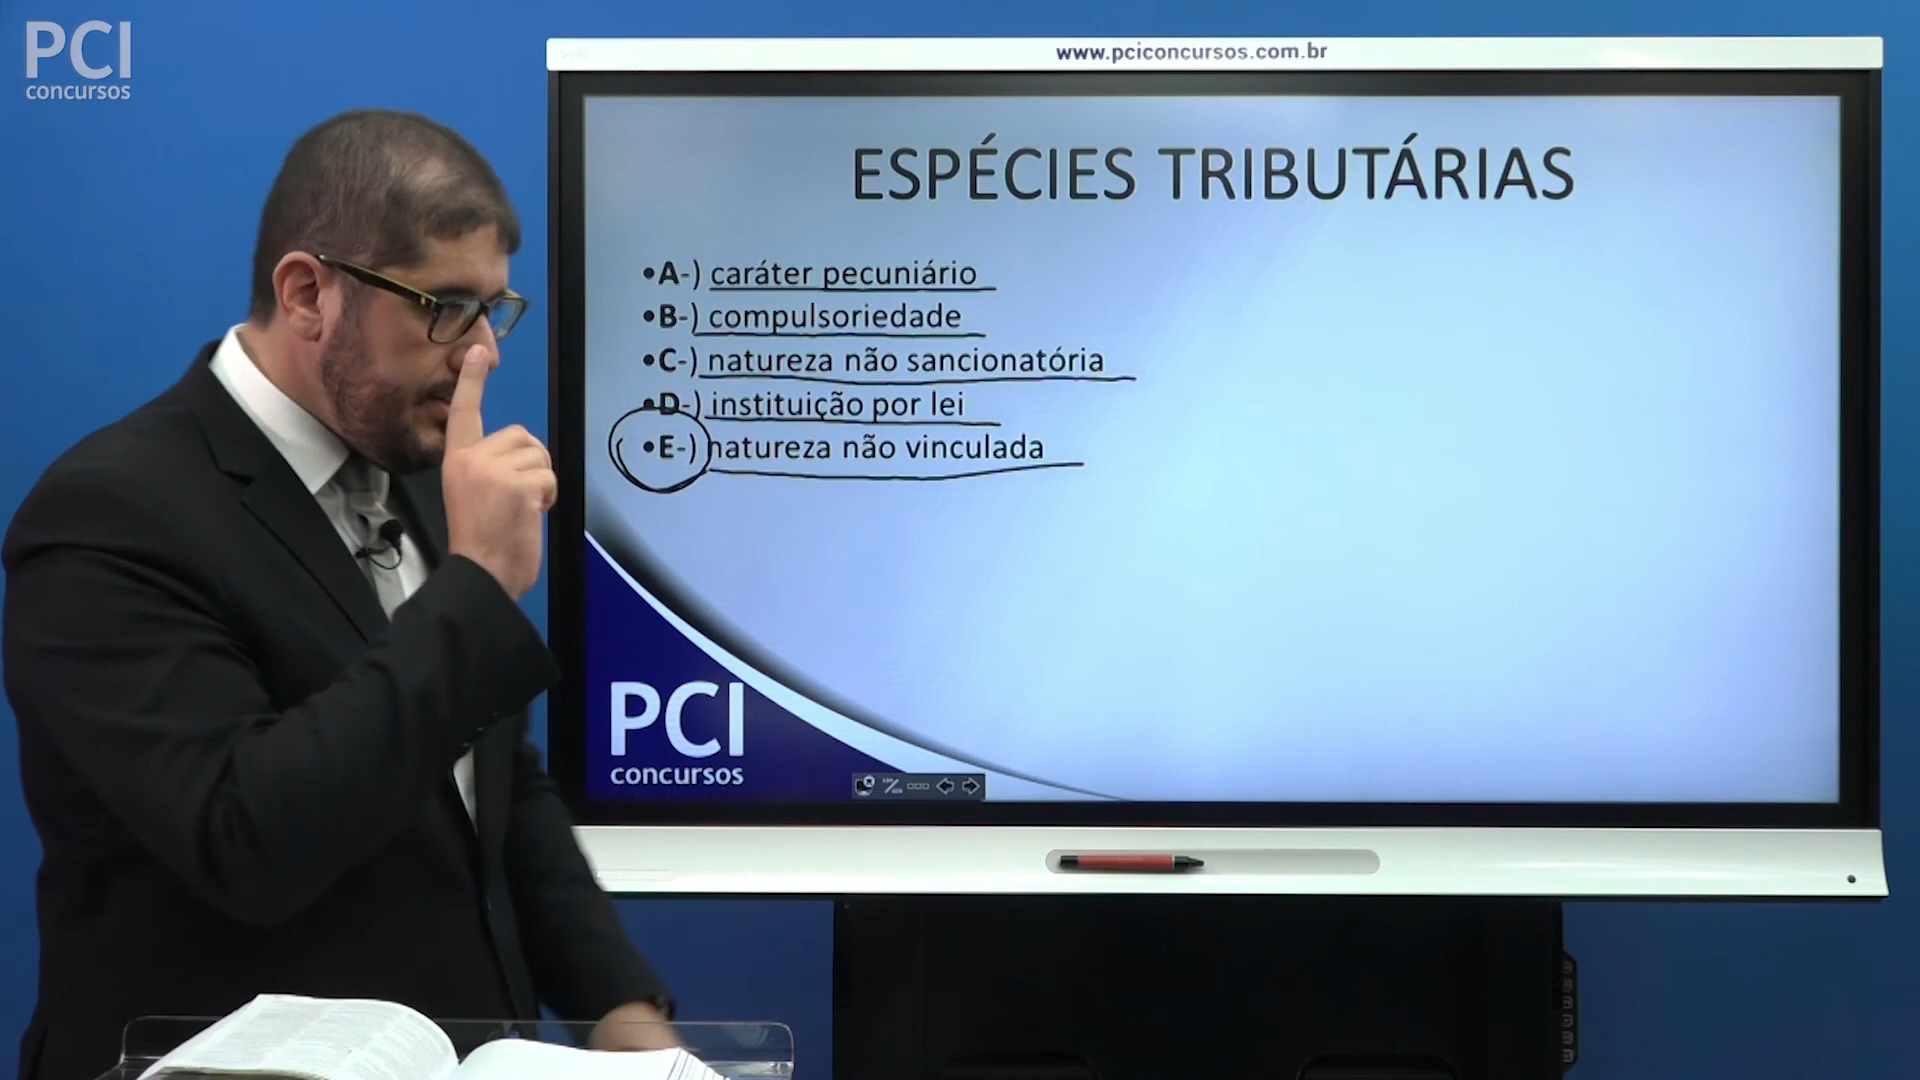 PCI
concursos
www.pciconcursos.com.br
ESPÉCIES TRIBUTÁRIAS
•A-) caráter pecuniário
•B-) compulsoriedade
•C-) natureza não sancionatória
•D-) instituição por lei
•E-) natureza não vinculada
PCI
concursos